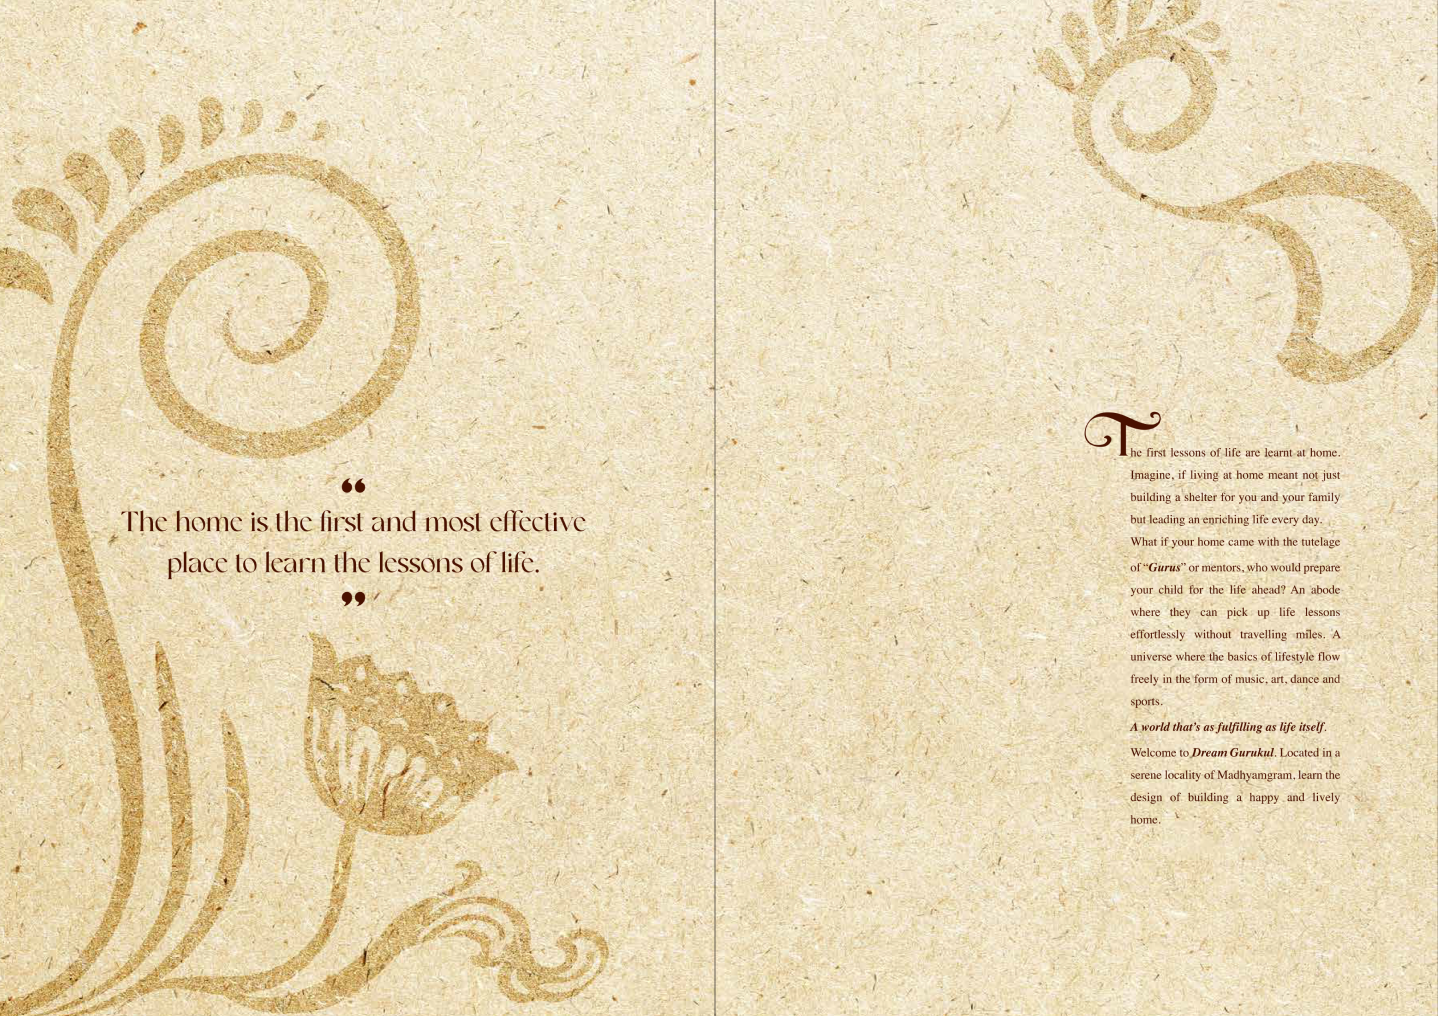 “
The home is the first and most effective
place to learn the lessons of life.
”
The first lessons of life are learnt at home.
Imagine, if living at home meant not just
building a shelter for you and your family
but leading an enriching life every day.
What if your home came with the tutelage
of “Gurus” or mentors, who would prepare
your child for the life ahead? An abode
where they can pick up life lessons
effortlessly without travelling miles. A
universe where the basics of lifestyle flow
freely in the form of music, art, dance and
sports.
A world that’s as fulfilling as life itself.
Welcome to Dream Gurukul. Located in a
serene locality of Madhyamgram, learn the
design of building a happy and lively
home.